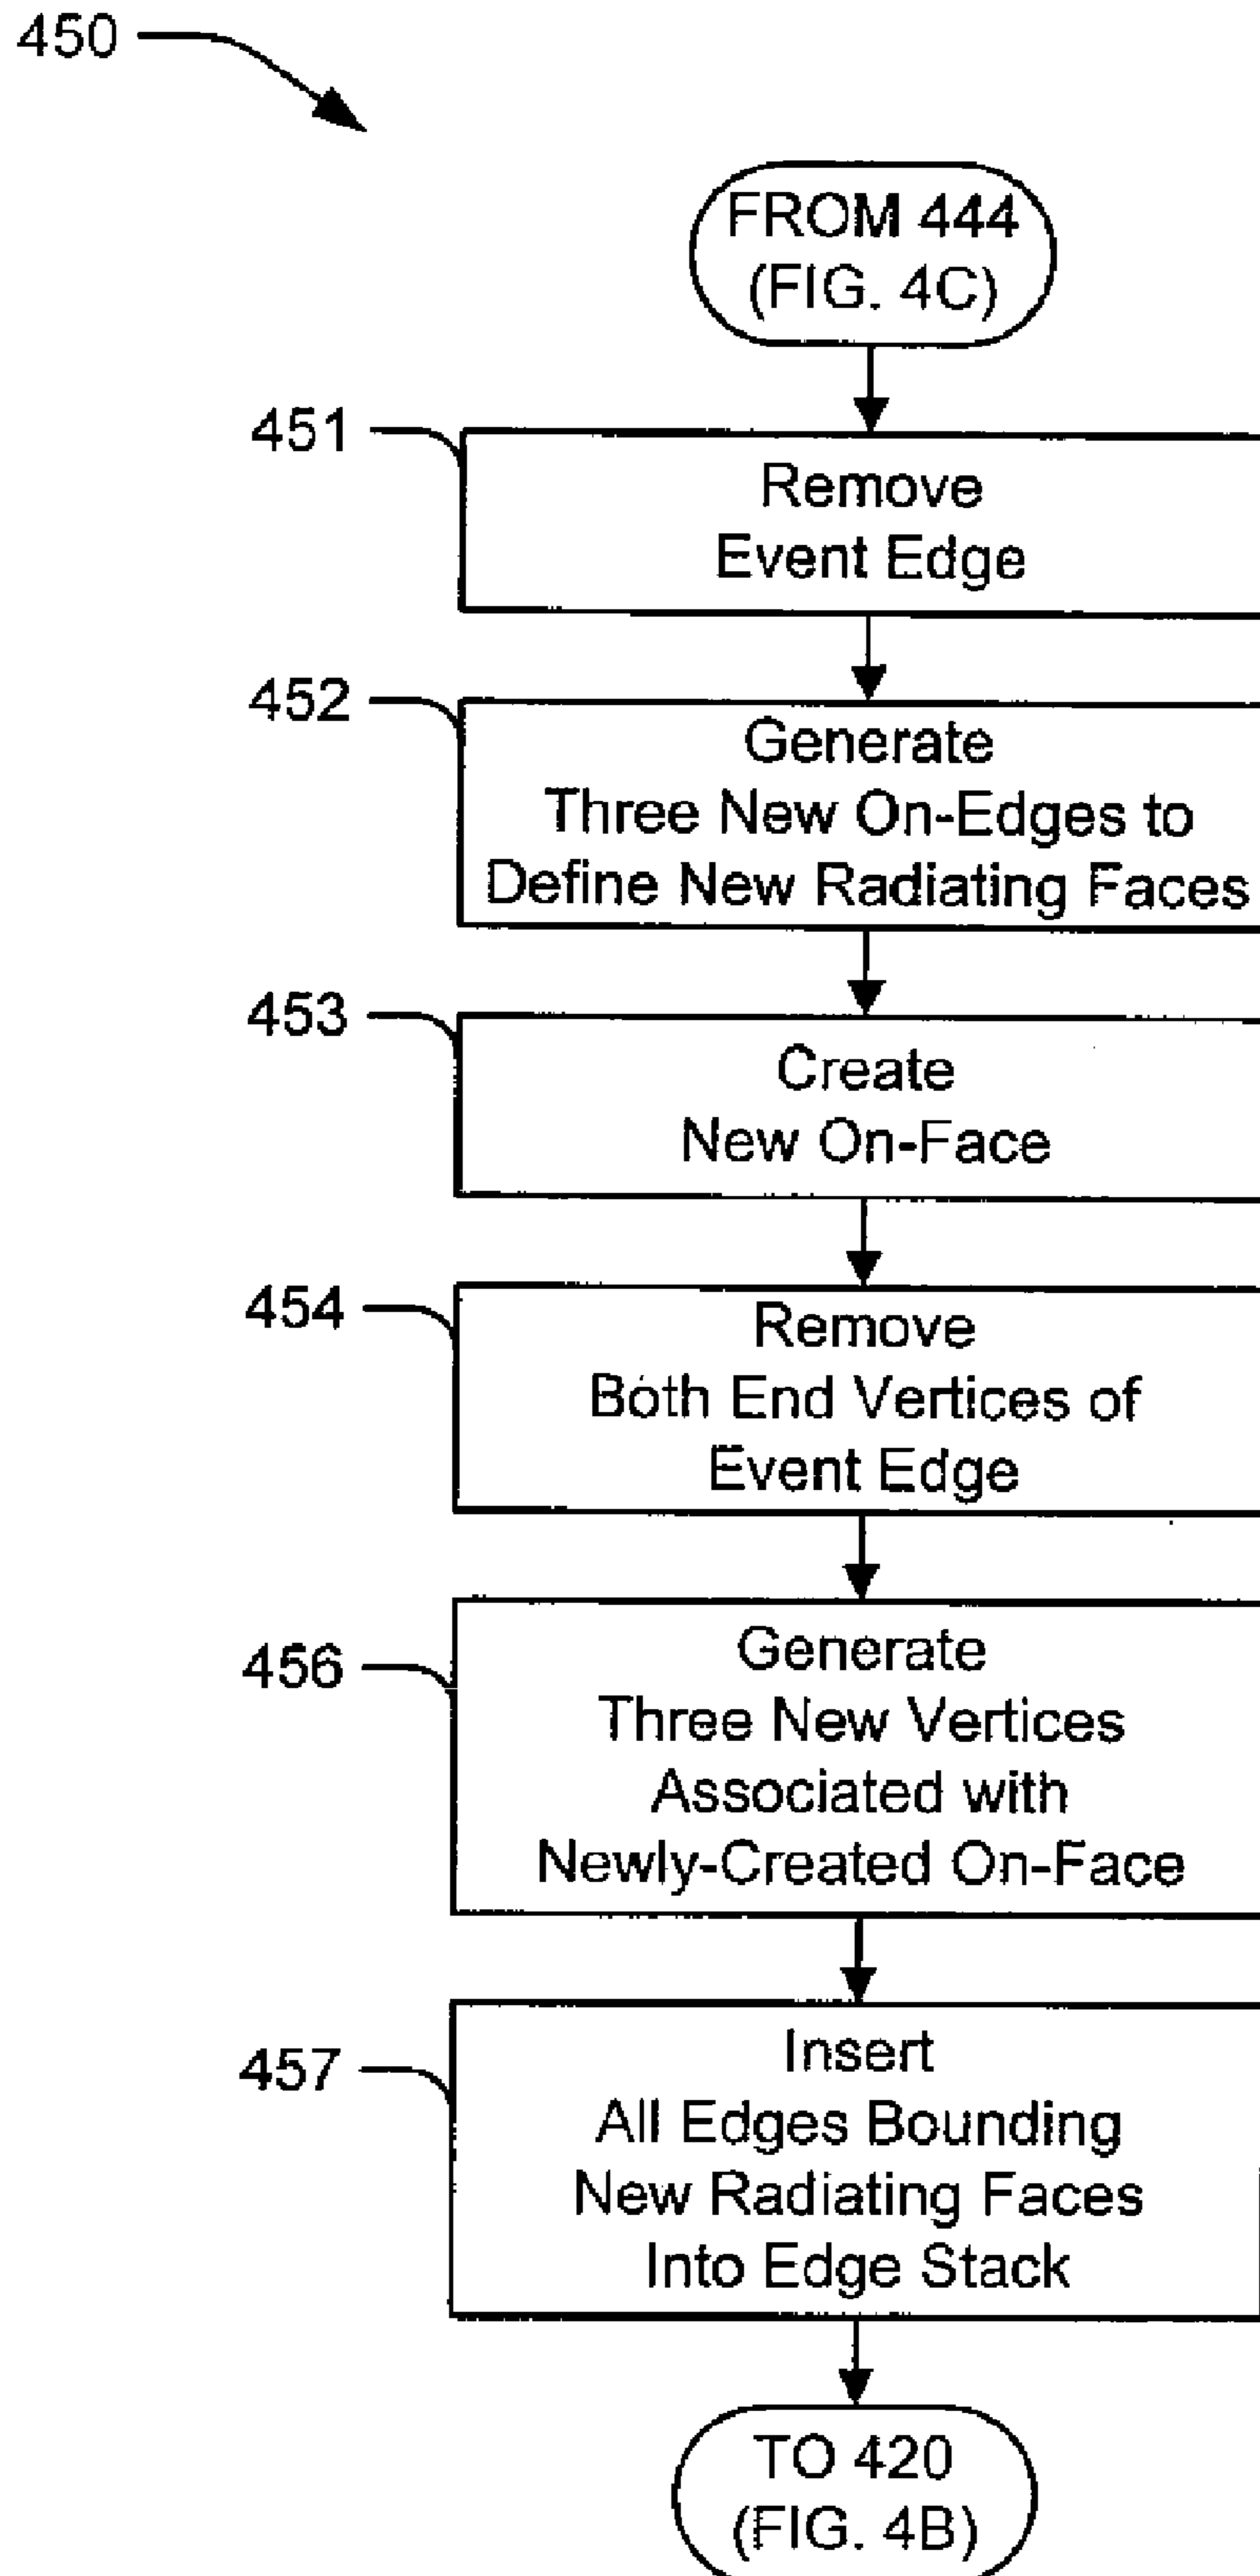 450
FROM 444
(FIG. 4C)
451
Remove
Event Edge
452
Generate
Three New On-Edges to
Define New Radiating Faces
453
Create
New On-Face
454
Remove
Both End Vertices of
Event Edge
456
Generate
Three New Vertices
Associated with
Newly-Created On-Face
457
Insert
All Edges Bounding
New Radiating Faces
Into Edge Stack
TO 420
(FIG. 4B)